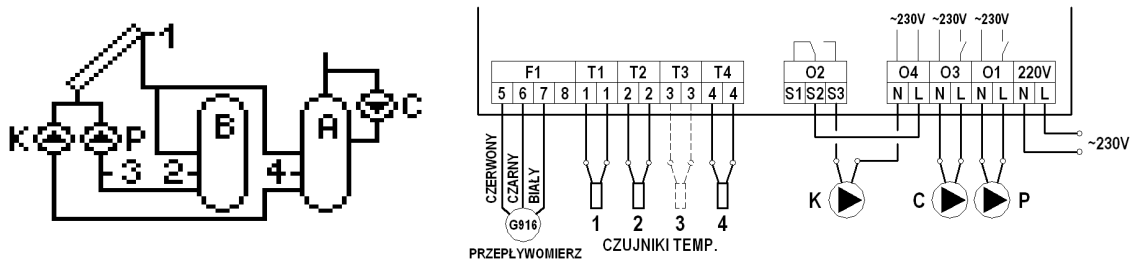 1
B
A
C
K
P
3
2
4
~230V ~230V ~230V
F1 T1 T2 T3 T4 O2 O4 O3 O1 220V
5 6 7 8 1 1 2 2 3 3 4 4 S1 S2 S3 N L N L N L N L
CZERWONY
CZARNY
BIAŁY
~230V
G916
1 2 3 4
K C P
PRZEPŁYWOMIERZ
CZUJNIKI TEMP.